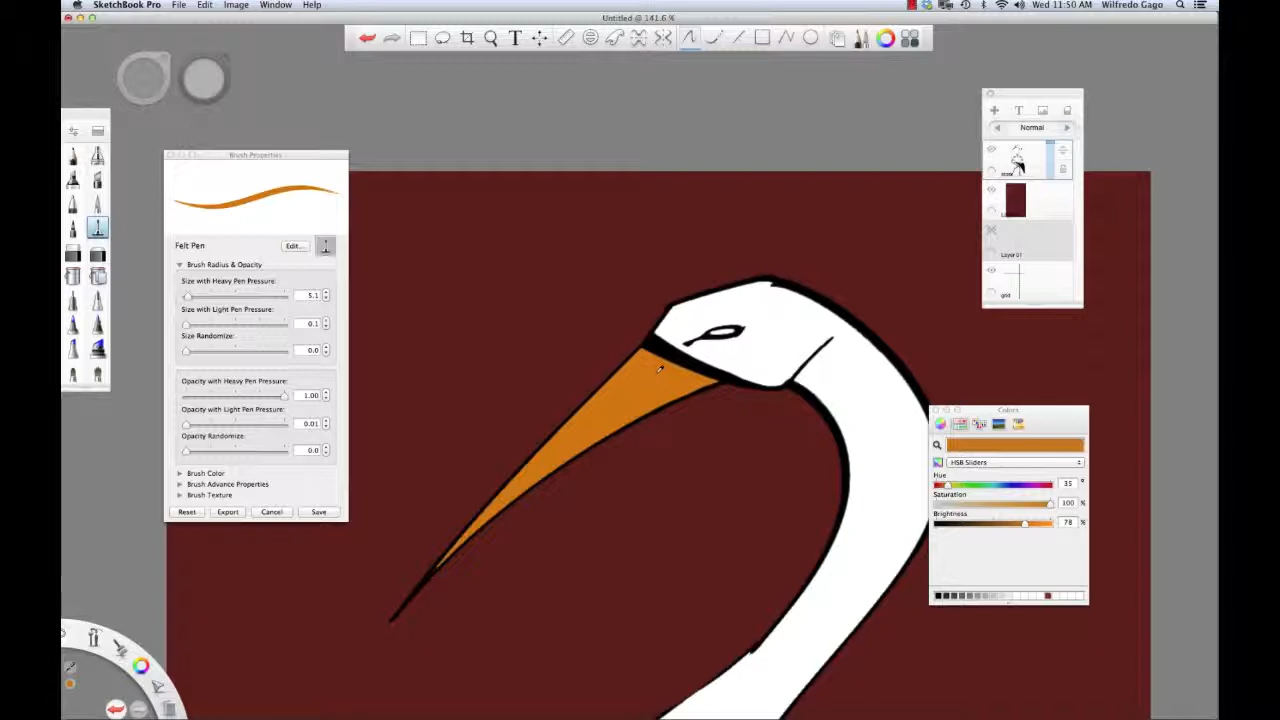 SketchBook Pro File Edit Image Window Help
Wed 11:50 AM Wilfredo Gago
Untitled @ 141.6 %
T
T
Normal
Layer 01
grid
Brush Properties
Felt Pen Edit...
Brush Radius & Opacity
Size with Heavy Pen Pressure:
5.1
Size with Light Pen Pressure:
0.1
Size Randomize:
0.0
Opacity with Heavy Pen Pressure:
1.00
Opacity with Light Pen Pressure:
0.01
Opacity Randomize:
0.0
Brush Color
Brush Advance Properties
Brush Texture
Reset Export Cancel Save
Colors
HSB Sliders
Hue
35 °
Saturation
100 %
Brightness
78 %